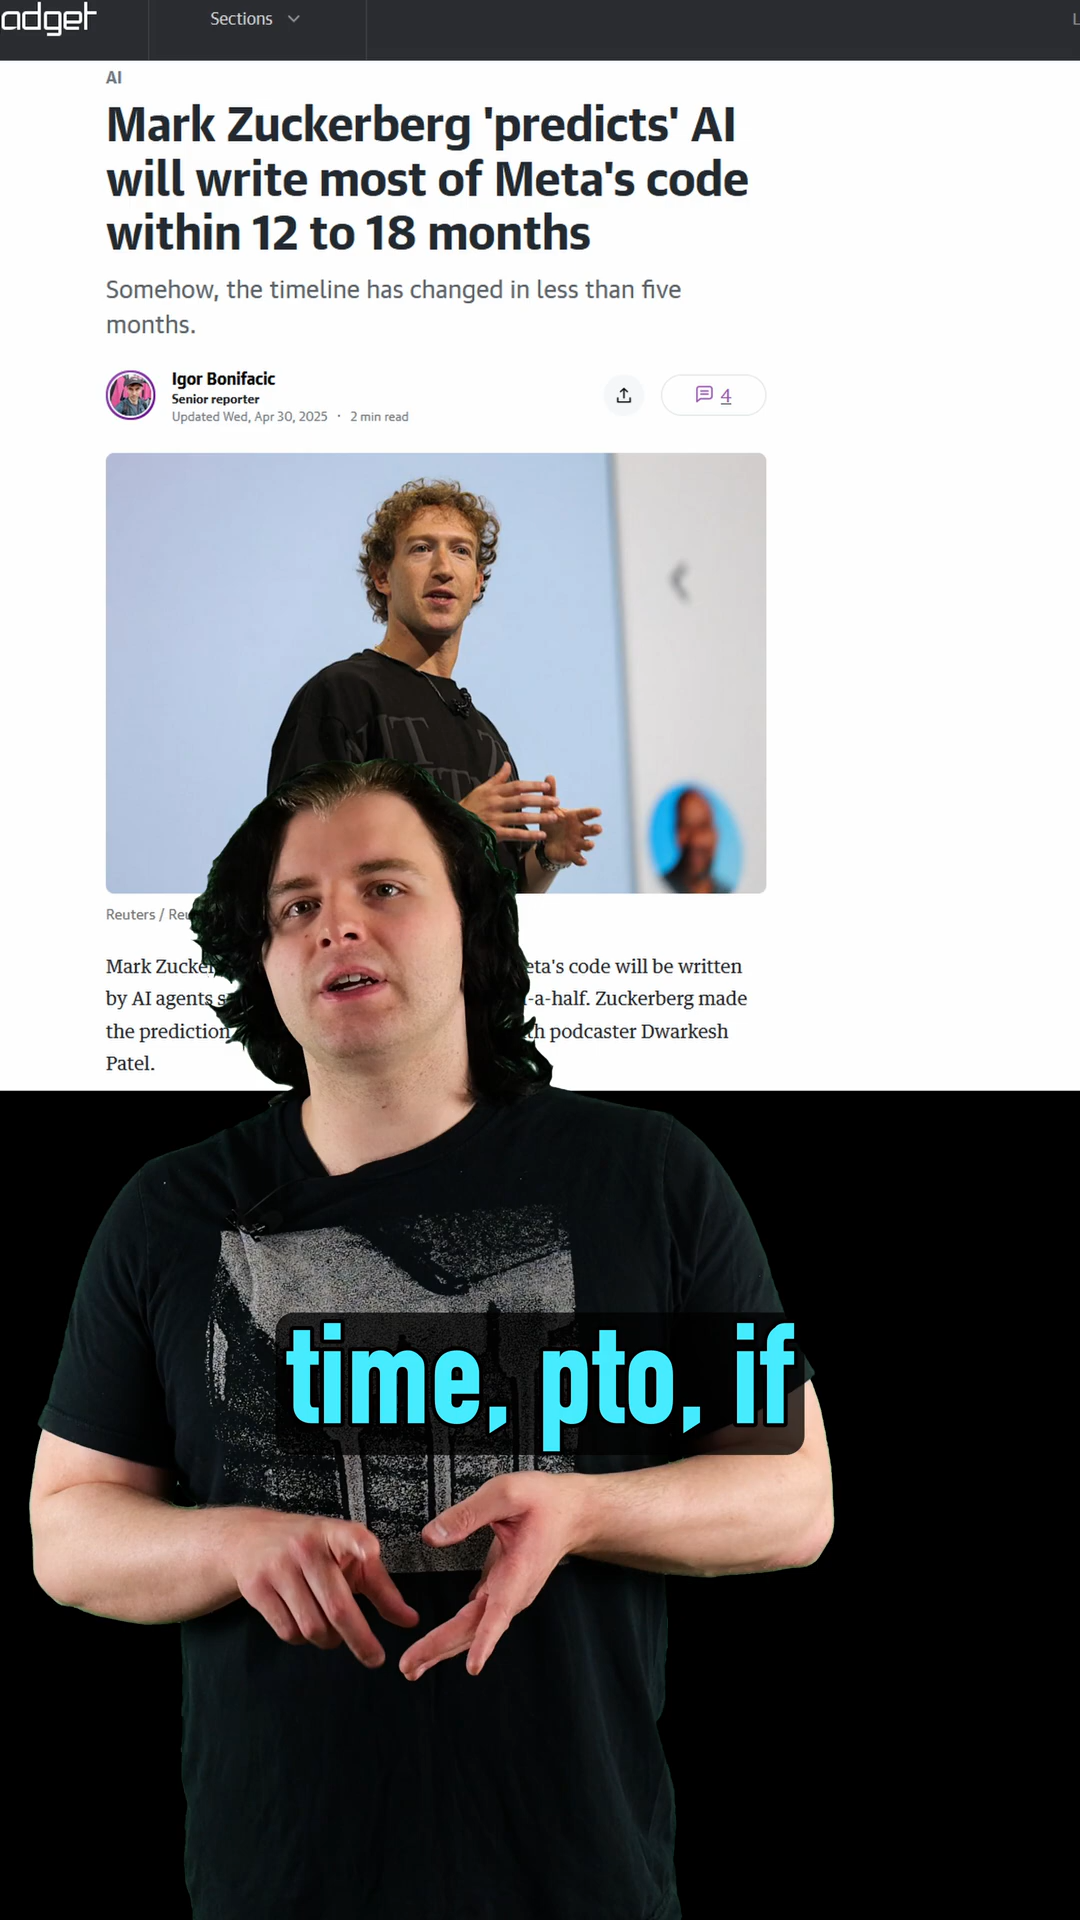 adget
Sections
AI
Mark Zuckerberg 'predicts' AI
will write most of Meta's code
within 12 to 18 months
Somehow, the timeline has changed in less than five
months.
Igor Bonifacic
Senior reporter
Updated Wed, Apr 30, 2025 · 2 min read
4
Reuters /
Mark
eta's code will be written
by AI agents
-a-half. Zuckerberg made
the prediction
podcaster Dwarkesh
Patel.
time, pto, if